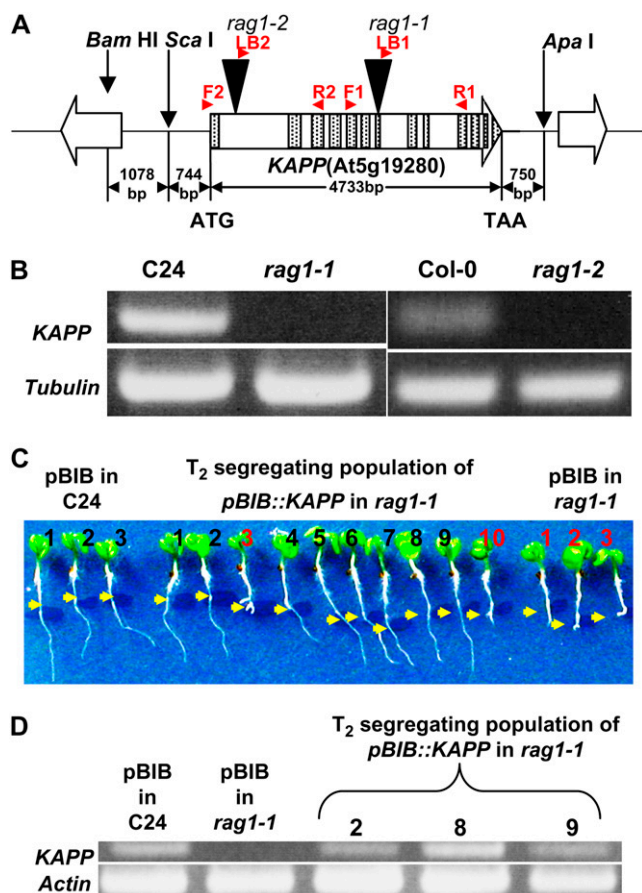 A
rag1-2 rag1-1
Bam HI Sca I LB2 LB1 Apa I
F2 R2 F1 R1
KAPP(At5g19280)
1078 bp 744 bp 4733bp 750 bp
ATG TAA
B
C24 rag1-1 Col-0 rag1-2
KAPP
Tubulin
C
pBIB in C24
T2 segregating population of
pBIB::KAPP in rag1-1
pBIB in rag1-1
1 2 3 1 2 3 4 5 6 7 8 9 10 1 2 3
D
T2 segregating population of
pBIB::KAPP in rag1-1
pBIB in C24
pBIB in rag1-1
2 8 9
KAPP
Actin